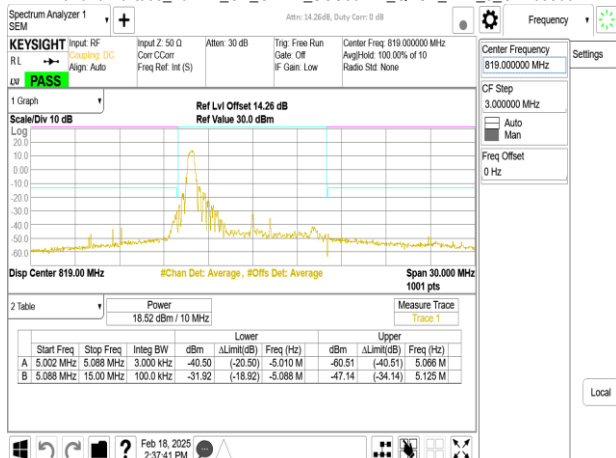 Spectrum Analyzer 1
SEM
Attn: 14.26dB, Duty Corr: 0 dB
Frequency
KEYSIGHT
RL
LXI
PASS
Input: RF
Coupling: DC
Align: Auto
Input Z: 50 Ω
Corr CCorr
Freq Ref: Int (S)
Atten: 30 dB
Trig: Free Run
Gate: Off
IF Gain: Low
Center Freq: 819.000000 MHz
Avg|Hold: 100.00% of 10
Radio Std: None
Center Frequency
819.000000 MHz
Settings
CF Step
3.000000 MHz
Auto
Man
Freq Offset
0 Hz
1 Graph
Scale/Div 10 dB
Ref Lvl Offset 14.26 dB
Ref Value 30.0 dBm
Log
20.0
10.0
0.00
-10.0
-20.0
-30.0
-40.0
-50.0
-60.0
Disp Center 819.00 MHz
#Chan Det: Average , #Offs Det: Average
Span 30.000 MHz
1001 pts
2 Table
Power
18.52 dBm / 10 MHz
Measure Trace
Trace 1
Lower Upper
Start Freq Stop Freq Integ BW dBm ΔLimit(dB) Freq (Hz) dBm ΔLimit(dB) Freq (Hz)
A 5.002 MHz 5.088 MHz 3.000 kHz -40.50 (-20.50) -5.010 M -60.51 (-40.51) 5.066 M
B 5.088 MHz 15.00 MHz 100.0 kHz -31.92 (-18.92) -5.088 M -47.14 (-34.14) 5.125 M
Local
Feb 18, 2025
2:37:41 PM